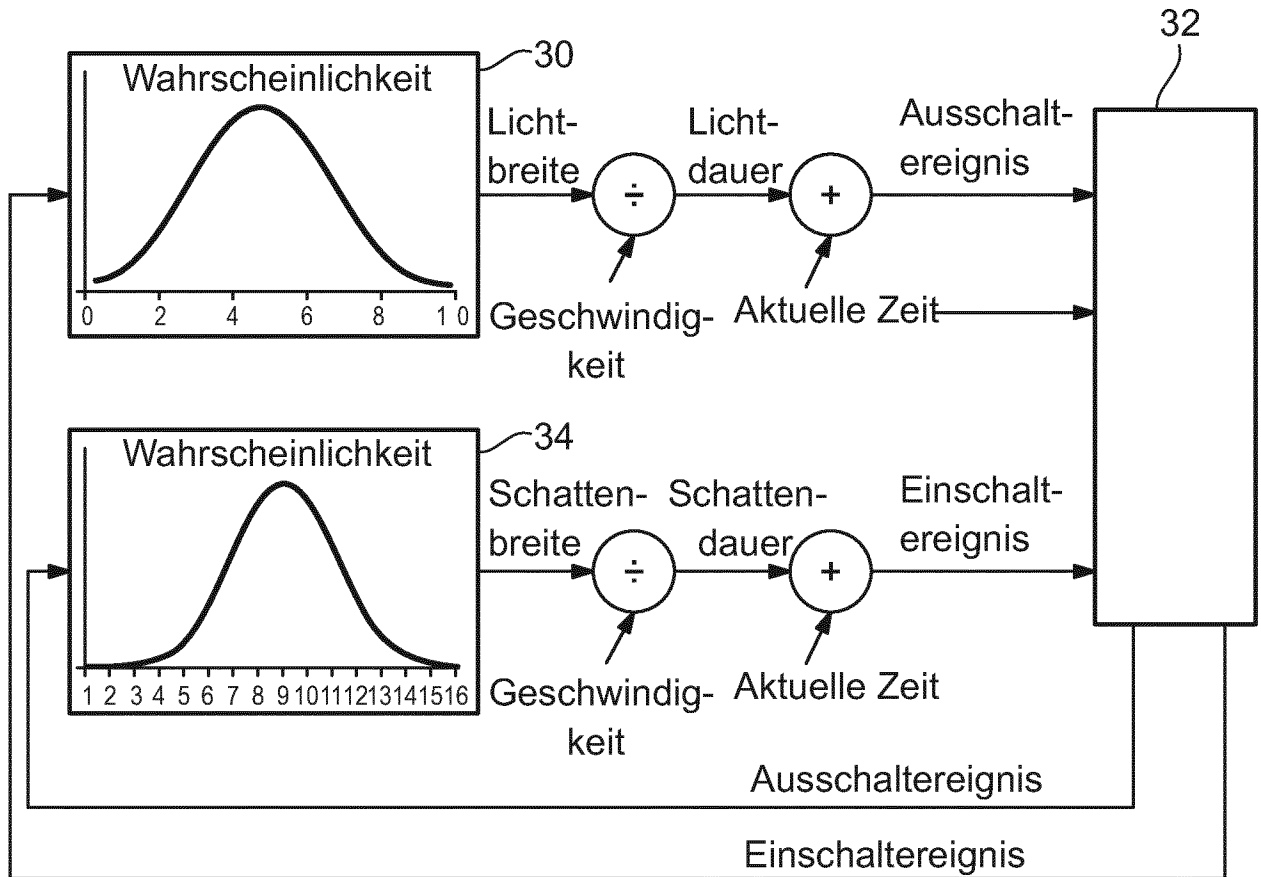 32
30
Wahrscheinlichkeit
Licht-
breite
÷
Licht-
dauer
+
Ausschalt-
ereignis
0 2 4 6 8 1 0
Geschwindig-
keit
Aktuelle Zeit
34
Wahrscheinlichkeit
Schatten-
breite
÷
Schatten-
dauer
+
Einschalt-
ereignis
1 2 3 4 5 6 7 8 9 10 11 12 13 14 15 16
Geschwindig-
keit
Aktuelle Zeit
Ausschaltereignis
Einschaltereignis